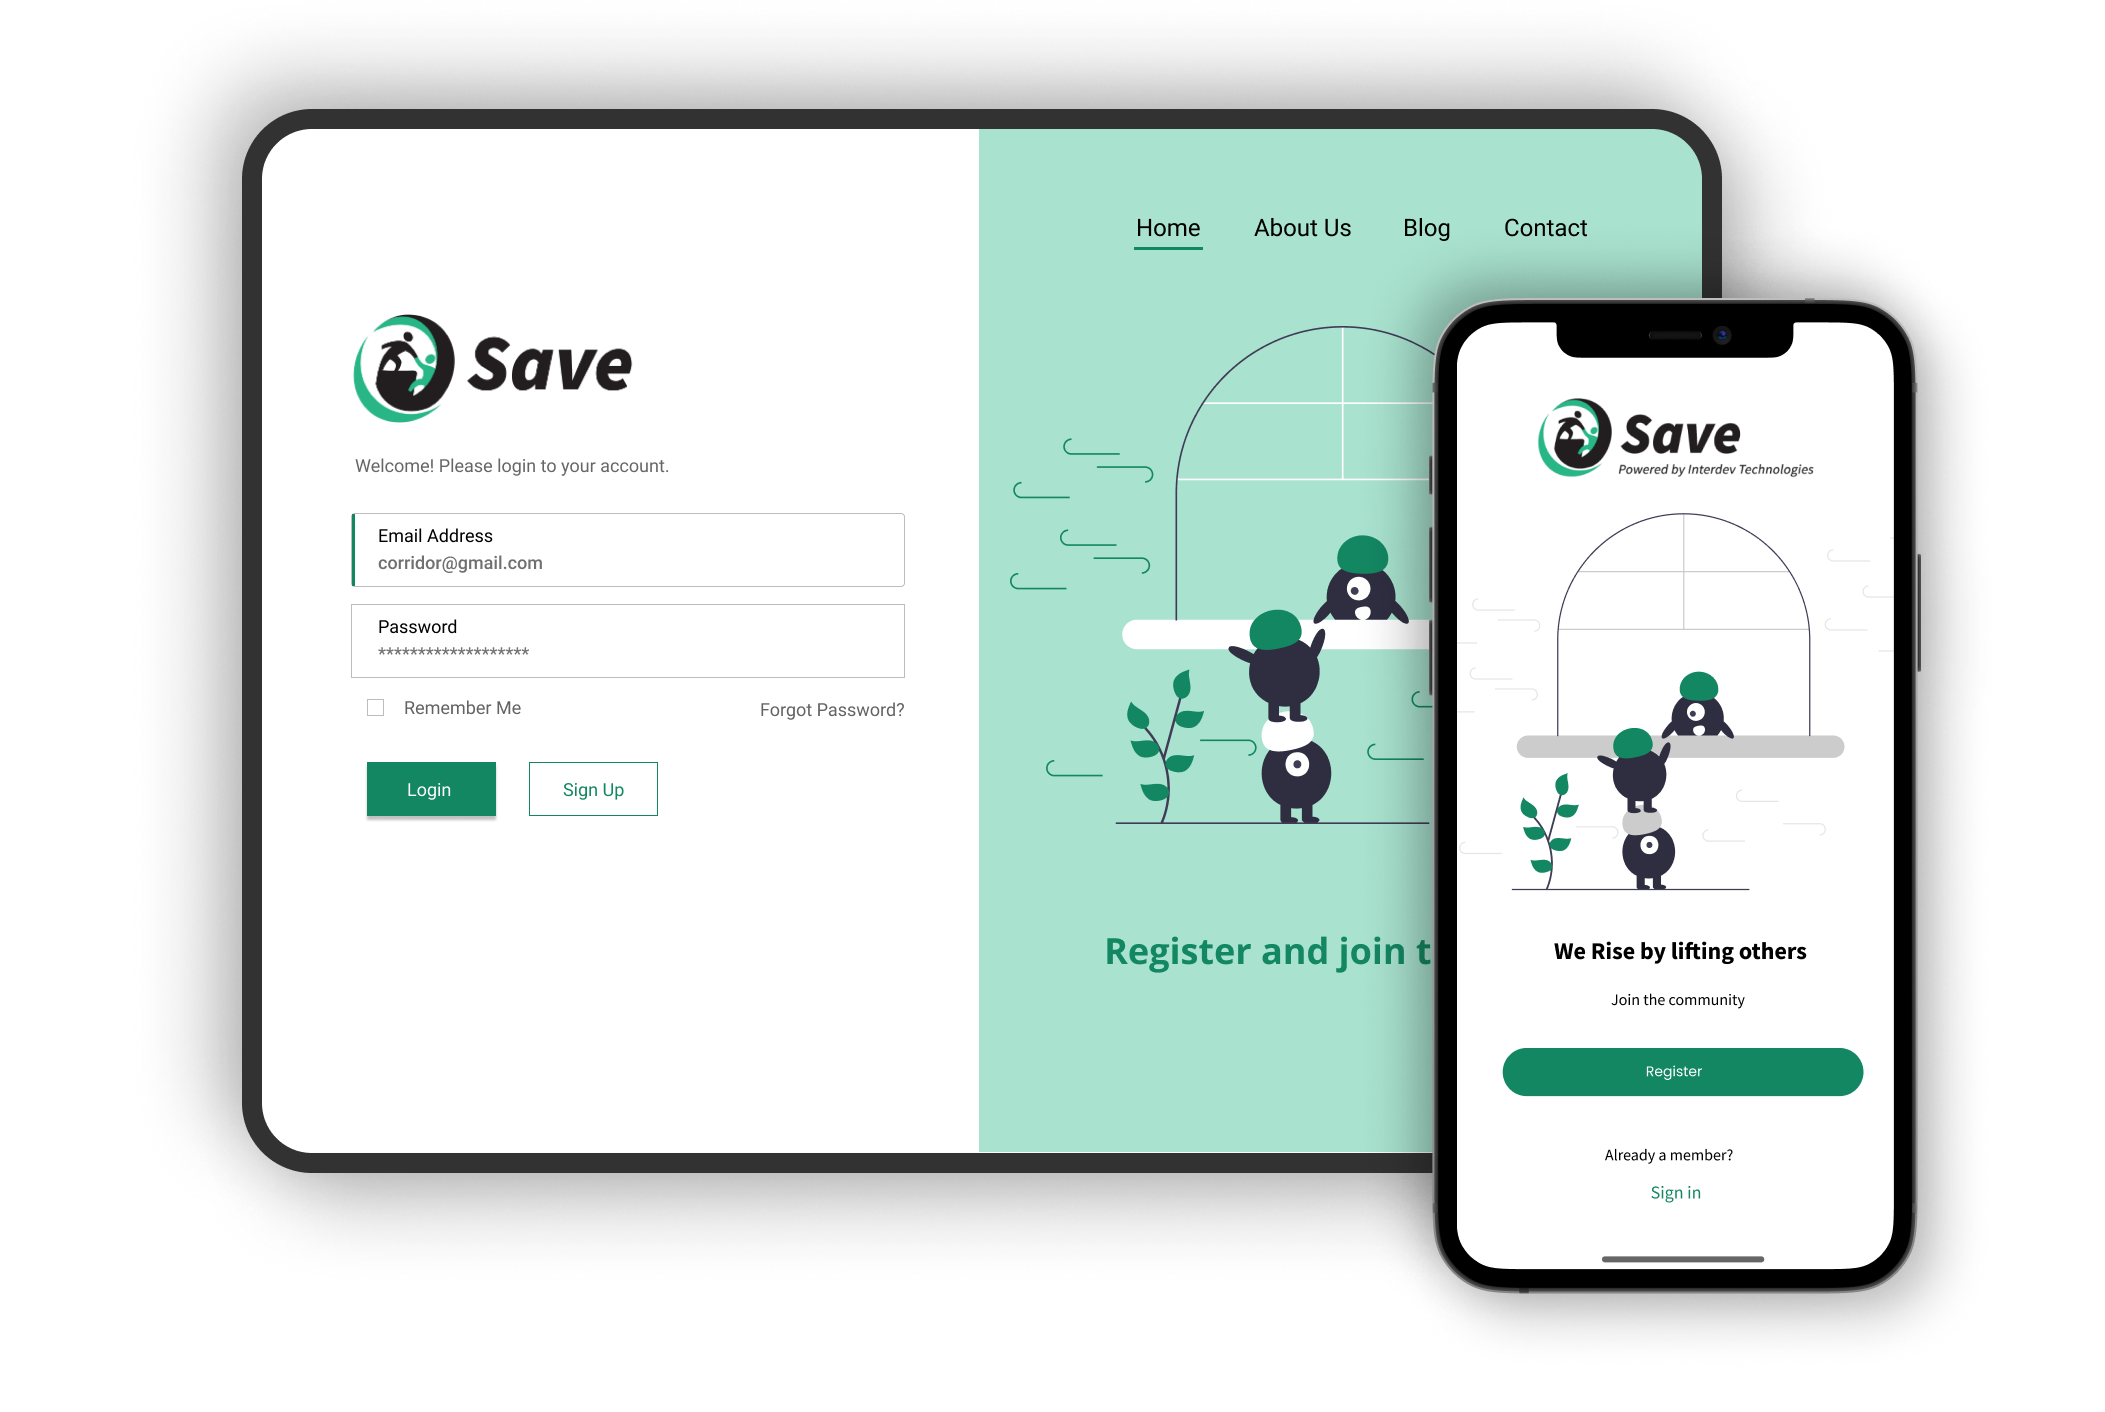 Home About Us Blog Contact
Save
Welcome! Please login to your account.
Email Address
corridor@gmail.com
Password
*******************
Remember Me Forgot Password?
Login Sign Up
Register and join t
Save
Powered by Interdev Technologies
We Rise by lifting others
Join the community
Register
Already a member?
Sign in